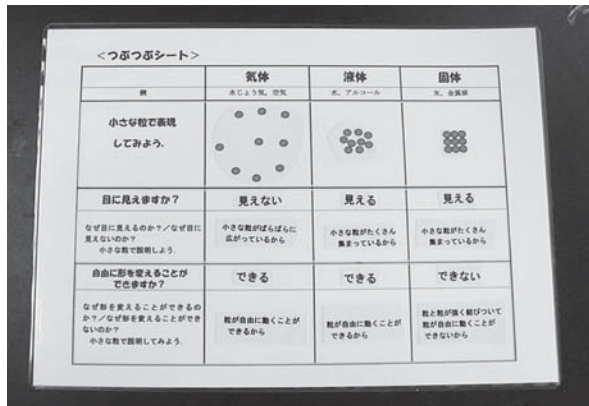 ＜つぶつぶシート＞
気体 液体 固体
例 水じょう気，空気 水，アルコール 氷，金属破
小さな粒で表現
してみよう．
目に見えますか？ 見えない 見える 見える
なぜ目に見えるのか？／なぜ目に
見えないのか？
小さな粒で説明しよう．
小さな粒がばらばらに
広がっているから
小さな粒がたくさん
集まっているから
小さな粒がたくさん
集まっているから
自由に形を変えることが
できますか？
できる できる できない
なぜ形を変えることができるの
か？／なぜ形を変えることができ
ないのか？
小さな粒で説明してみよう．
粒が自由に動くことが
できるから
粒が自由に動くことが
できるから
粒と粒が強く結びついて
粒が自由に動くことが
できないから